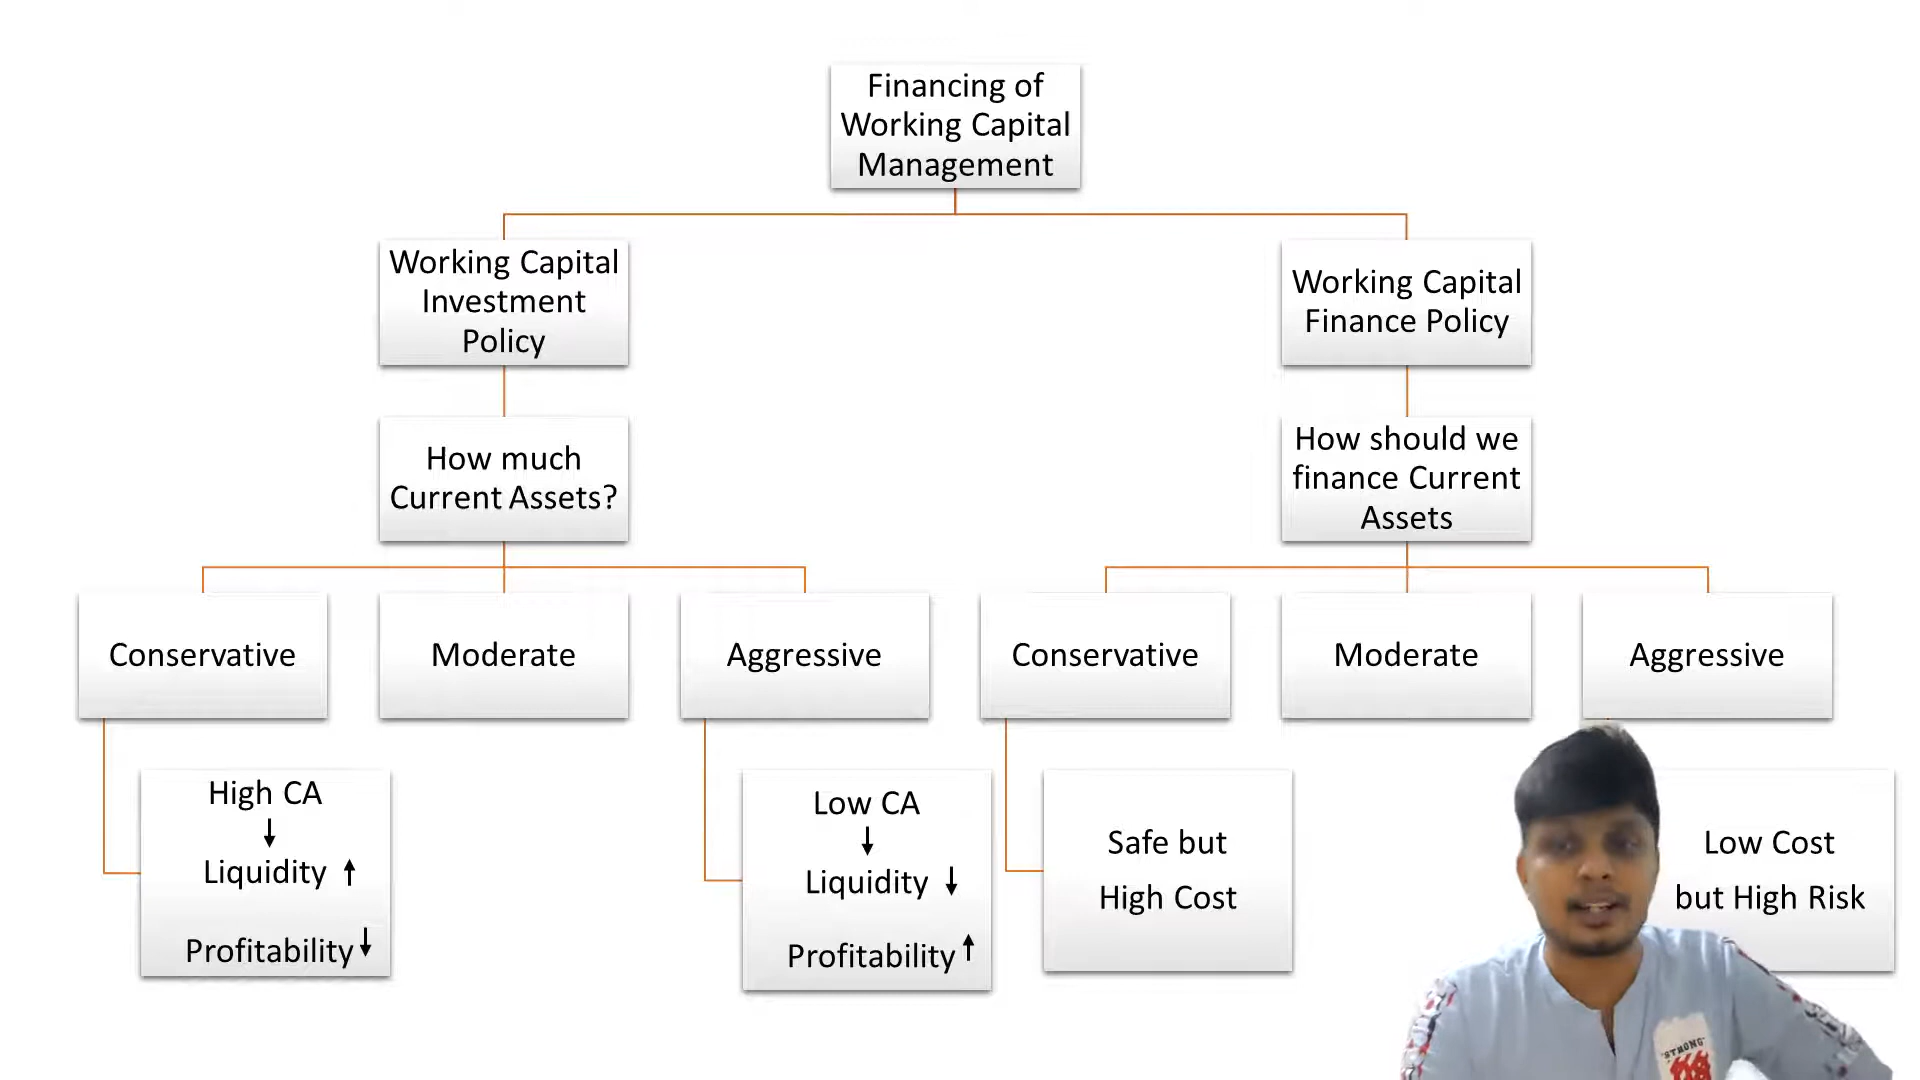 Financing of
Working Capital
Management
Working Capital
Investment
Policy
Working Capital
Finance Policy
How much
Current Assets?
How should we
finance Current
Assets
Conservative
Moderate
Aggressive
Conservative
Moderate
Aggressive
High CA
↓
Liquidity ↑
Profitability ↓
Low CA
↓
Liquidity ↓
Profitability ↑
Safe but
High Cost
Low Cost
but High Risk
STRONG